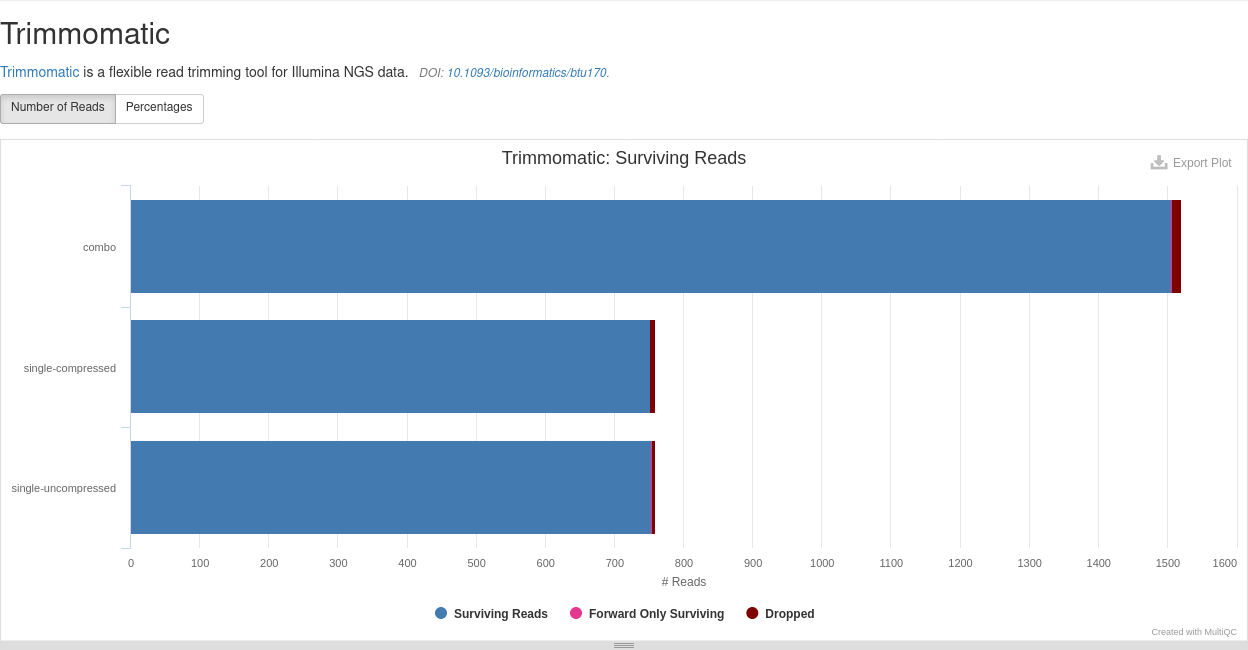 Trimmomatic
Trimmomatic is a flexible read trimming tool for Illumina NGS data. DOI: 10.1093/bioinformatics/btu170.
Number of Reads Percentages
Trimmomatic: Surviving Reads
Export Plot
combo
single-compressed
single-uncompressed
0 100 200 300 400 500 600 700 800 900 1000 1100 1200 1300 1400 1500 1600
# Reads
Surviving Reads Forward Only Surviving Dropped
Created with MultiQC